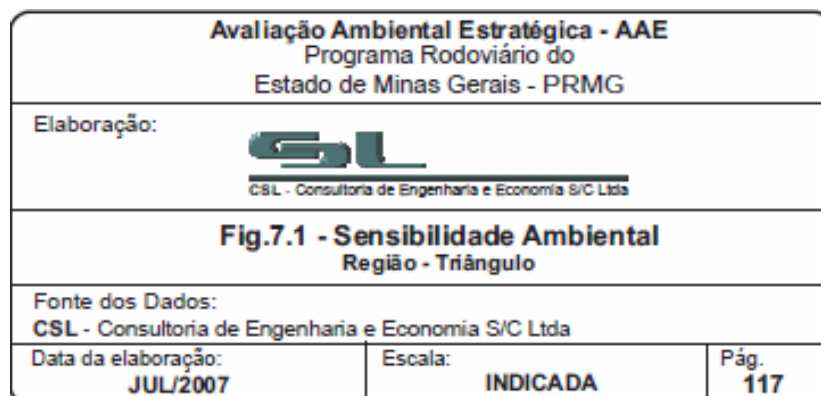 Avaliação Ambiental Estratégica - AAE
Programa Rodoviário do
Estado de Minas Gerais - PRMG
Elaboração:
CSL - Consultoria de Engenharia e Economia S/C Ltda
Fig.7.1 - Sensibilidade Ambiental
Região - Triângulo
Fonte dos Dados:
CSL - Consultoria de Engenharia e Economia S/C Ltda
Data da elaboração:
JUL/2007
Escala:
INDICADA
Pág.
117